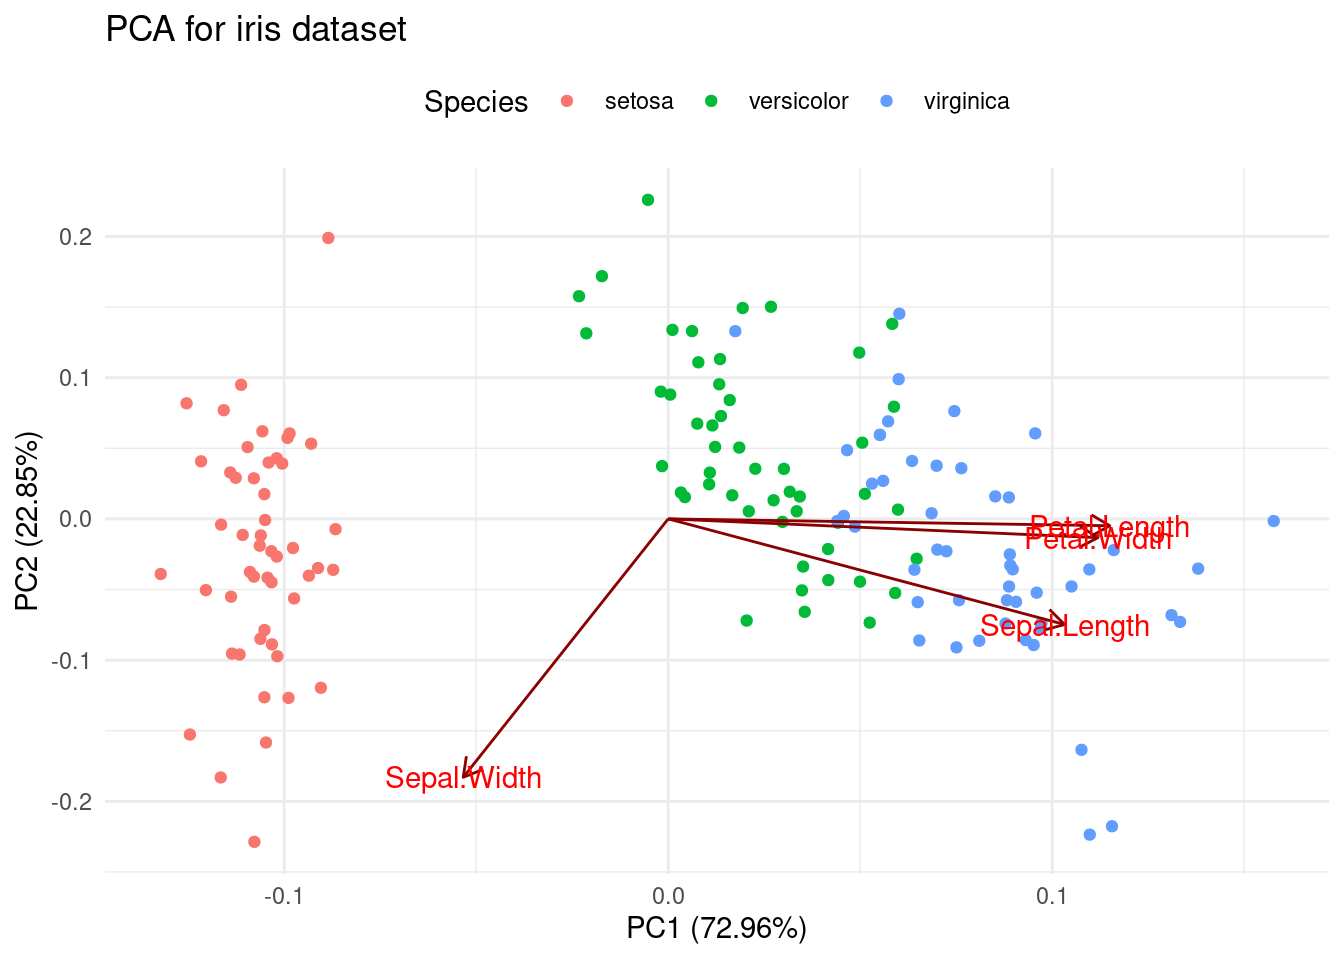 PCA for iris dataset
Species setosa versicolor virginica
PC2 (22.85%)
0.2
0.1
0.0
-0.1
-0.2
Petal.Length
Petal.Width
Sepal.Length
Sepal.Width
-0.1 0.0 0.1
PC1 (72.96%)